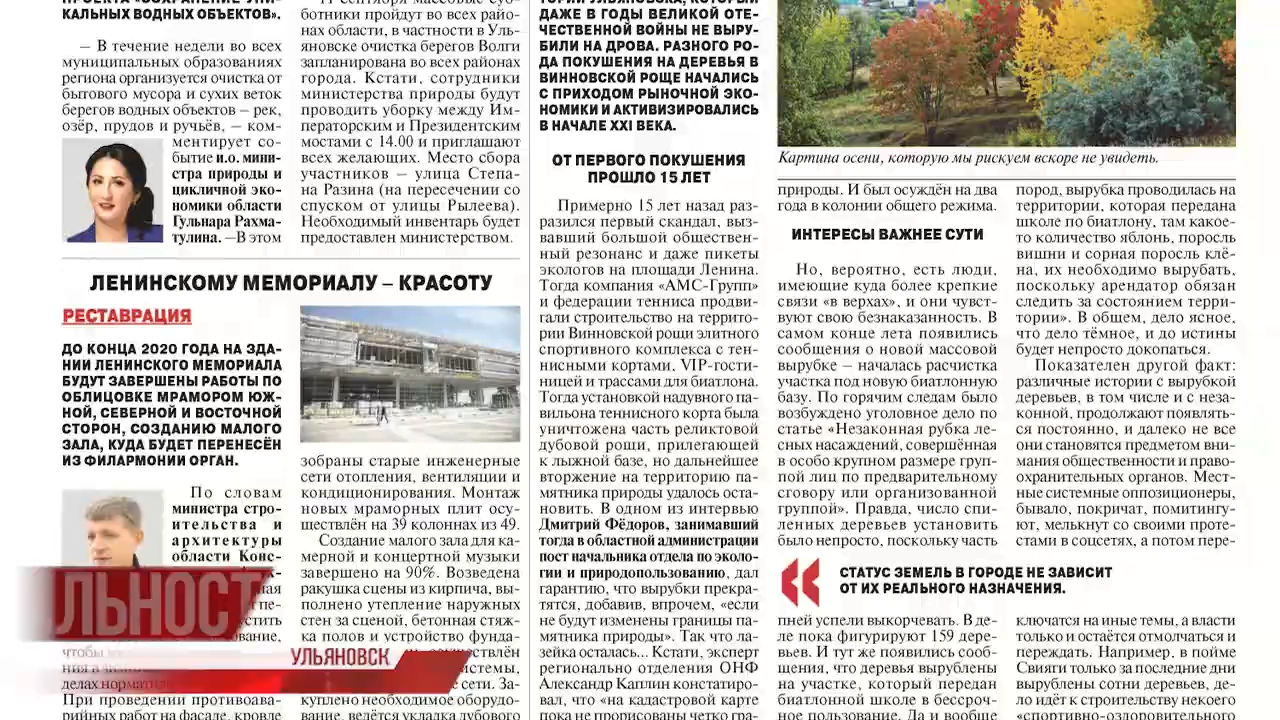 ПРОЕКТА «СОХРАНЕНИЕ УНИ-
КАЛЬНЫХ ВОДНЫХ ОБЪЕКТОВ».
– В течение недели во всех
муниципальных образованиях
региона организуется очистка от
бытового мусора и сухих веток
берегов водных объектов – рек,
озёр, прудов и ручьёв, – ком-
ментирует со-
бытие и.о. мини-
стра природы и
цикличной эко-
номики области
Гульнара Рахма-
тулина. –В этом
11 сентября массовые суб-
ботники пройдут во всех райо-
нах области, в частности в Уль-
яновске очистка берегов Волги
запланирована во всех районах
города. Кстати, сотрудники
министерства природы будут
проводить уборку между Им-
ператорским и Президентским
мостами с 14.00 и приглашают
всех желающих. Место сбора
участников – улица Степа-
на Разина (на пересечении со
спуском от улицы Рылеева).
Необходимый инвентарь будет
предоставлен министерством.
ЛЕНИНСКОМУ МЕМОРИАЛУ – КРАСОТУ
РЕСТАВРАЦИЯ
ДО КОНЦА 2020 ГОДА НА ЗДА-
НИИ ЛЕНИНСКОГО МЕМОРИАЛА
БУДУТ ЗАВЕРШЕНЫ РАБОТЫ ПО
ОБЛИЦОВКЕ МРАМОРОМ ЮЖ-
НОЙ, СЕВЕРНОЙ И ВОСТОЧНОЙ
СТОРОН, СОЗДАНИЮ МАЛОГО
ЗАЛА, КУДА БУДЕТ ПЕРЕНЕСЁН
ИЗ ФИЛАРМОНИИ ОРГАН.
По словам
министра стро-
ительства и
архитектуры
области Конс-
чтобы
делах норматив
При проведении противоава-
рийных работ на фасаде, кровле
зобраны старые инженерные
сети отопления, вентиляции и
кондиционирования. Монтаж
новых мраморных плит осу-
ществлён на 39 колоннах из 49.
Создание малого зала для ка-
мерной и концертной музыки
завершено на 90%. Возведена
ракушка сцены из кирпича, вы-
полнено утепление наружных
стен за сценой, бетонная стяж-
ка полов и устройство фунда-
сети. За-
куплено необходимое оборудо-
вание, ведётся укладка дубового
ТОРИИ УЛЬЯНОВСКА, КОТОРЫЙ
ДАЖЕ В ГОДЫ ВЕЛИКОЙ ОТЕ-
ЧЕСТВЕННОЙ ВОЙНЫ НЕ ВЫРУ-
БИЛИ НА ДРОВА. РАЗНОГО РО-
ДА ПОКУШЕНИЯ НА ДЕРЕВЬЯ В
ВИННОВСКОЙ РОЩЕ НАЧАЛИСЬ
С ПРИХОДОМ РЫНОЧНОЙ ЭКО-
НОМИКИ И АКТИВИЗИРОВАЛИСЬ
В НАЧАЛЕ XXI ВЕКА.
ОТ ПЕРВОГО ПОКУШЕНИЯ
ПРОШЛО 15 ЛЕТ
Примерно 15 лет назад раз-
разился первый скандал, выз-
вавший большой обществен-
ный резонанс и даже пикеты
экологов на площади Ленина.
Тогда компания «АМС-Групп»
и федерации тенниса продви-
гали строительство на террито-
рии Винновской рощи элитного
спортивного комплекса с тен-
нисными кортами, VIP-гости-
ницей и трассами для биатлона.
Тогда установкой надувного па-
вильона теннисного корта была
уничтожена часть реликтовой
дубовой рощи, прилегающей
к лыжной базе, но дальнейшее
вторжение на территорию па-
мятника природы удалось оста-
новить. В одном из интервью
Дмитрий Фёдоров, занимавший
тогда в областной администрации
пост начальника отдела по эколо-
гии и природопользованию, дал
гарантию, что вырубки прекра-
тятся, добавив, впрочем, «если
не будут изменены границы па-
мятника природы». Так что ла-
зейка осталась... Кстати, эксперт
регионально отделения ОНФ
Александр Каплин констатиро-
вал, что «на кадастровой карте
пока не прорисованы четко гра-
Картина осени, которую мы рискуем вскоре не увидеть.
природы. И был осуждён на два
года в колонии общего режима.
ИНТЕРЕСЫ ВАЖНЕЕ СУТИ
Но, вероятно, есть люди,
имеющие куда более крепкие
связи «в верхах», и они чувст-
вуют свою безнаказанность. В
самом конце лета появились
сообщения о новой массовой
вырубке – началась расчистка
участка под новую биатлонную
базу. По горячим следам было
возбуждено уголовное дело по
статье «Незаконная рубка ле-
сных насаждений, совершённая
в особо крупном размере груп-
пой лиц по предварительному
сговору или организованной
группой». Правда, число спи-
ленных деревьев установить
было непросто, поскольку часть
пород, вырубка проводилась на
территории, которая передана
школе по биатлону, там какое-
то количество яблонь, поросль
вишни и сорная поросль клё-
на, их необходимо вырубать,
поскольку арендатор обязан
следить за состоянием терри-
тории». В общем, дело ясное,
что дело тёмное, и до истины
будет непросто докопаться.
Показателен другой факт:
различные истории с вырубкой
деревьев, в том числе и с неза-
конной, продолжают появлять-
ся постоянно, и далеко не все
они становятся предметом вни-
мания общественности и право-
охранительных органов. Мест-
ные системные оппозиционеры,
бывало, покричат, помитингу-
ют, мелькнут со своими проте-
стами в соцсетях, а потом пере-
СТАТУС ЗЕМЕЛЬ В ГОРОДЕ НЕ ЗАВИСИТ
ОТ ИХ РЕАЛЬНОГО НАЗНАЧЕНИЯ.
пней успели выкорчевать. В де-
ле пока фигурируют 159 дере-
вьев. И тут же появились сооб-
щения, что деревья вырублены
на участке, который передан
биатлонной школе в бессроч-
ное пользование. Да и вообще
ключатся на иные темы, а власти
только и остаётся отмолчаться и
переждать. Например, в пойме
Свияги только за последние дни
вырублены сотни деревьев, де-
ло идёт к строительству некоего
«спортивно-оздоровительного
ЛЬНОСТ
УЛЬЯНОВСК